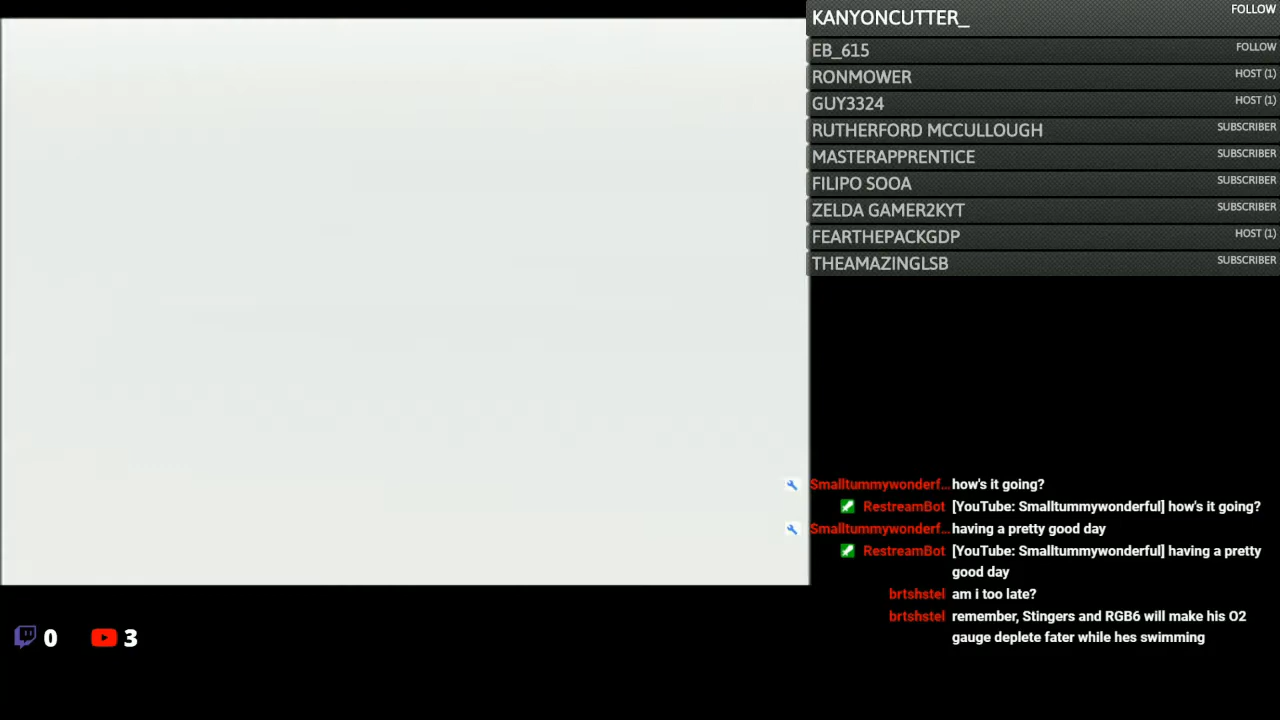 KANYONCUTTER_ FOLLOW
EB_615 FOLLOW
RONMOWER HOST (1)
GUY3324 HOST (1)
RUTHERFORD MCCULLOUGH SUBSCRIBER
MASTERAPPRENTICE SUBSCRIBER
FILIPO SOOA SUBSCRIBER
ZELDA GAMER2KYT SUBSCRIBER
FEARTHEPACKGDP HOST (1)
THEAMAZINGLSB SUBSCRIBER
Smalltummywonderf... how's it going?
RestreamBot [YouTube: Smalltummywonderful] how's it going?
Smalltummywonderf... having a pretty good day
RestreamBot [YouTube: Smalltummywonderful] having a pretty
good day
brtshstel am i too late?
brtshstel remember, Stingers and RGB6 will make his O2
gauge deplete fater while hes swimming
0 3